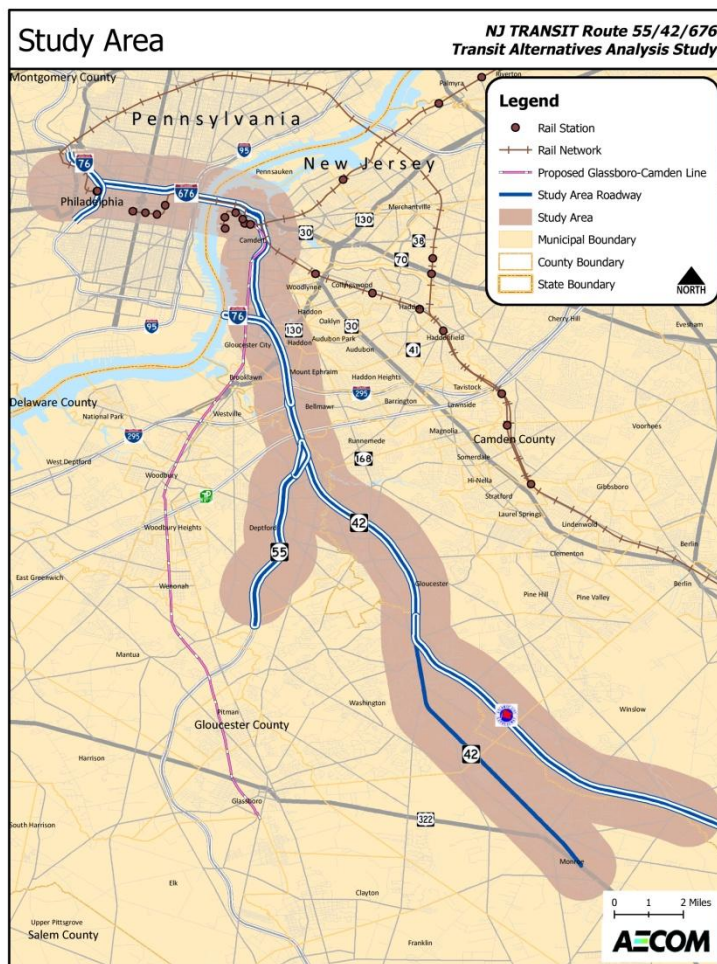 Study Area
NJ TRANSIT Route 55/42/676
Transit Alternatives Analysis Study
Montgomery County
Pennsylvania
New Jersey
Legend
Rail Station
Rail Network
Proposed Glassboro-Camden Line
Study Area Roadway
Study Area
Municipal Boundary
County Boundary
State Boundary
NORTH
Palmyra
Riverton
95
Pennsauken
76
676
Philadelphia
Merchantville
130
38
30
70
Camden
Woodlynne
Collingswood
Haddon
Cherry Hill
Evesham
76
95
Haddon
Oaklyn
130
30
Haddonfield
Haddon
Audubon Park
Gloucester City
Audubon
41
Mount Ephraim
Haddon Heights
Brooklawn
Tavistock
Delaware County
295
Barrington
Lawnside
National Park
Westville
Bellmawr
Magnolia
Camden County
Voorhees
295
Runnemede
West Deptford
168
Somerdale
Woodbury
Hi-Nella
Stratford
Gibbsboro
Laurel Springs
Woodbury Heights
Deptford
42
Lindenwold
Berlin
55
Clementon
East Greenwich
Wenonah
Gloucester
Berlin
Pine Hill
Pine Valley
Mantua
Washington
Pitman
Winslow
Gloucester County
Harrison
42
Glassboro
South Harrison
322
Monroe
Elk
Clayton
Upper Pittsgrove
Salem County
Franklin
0 1 2 Miles
AECOM